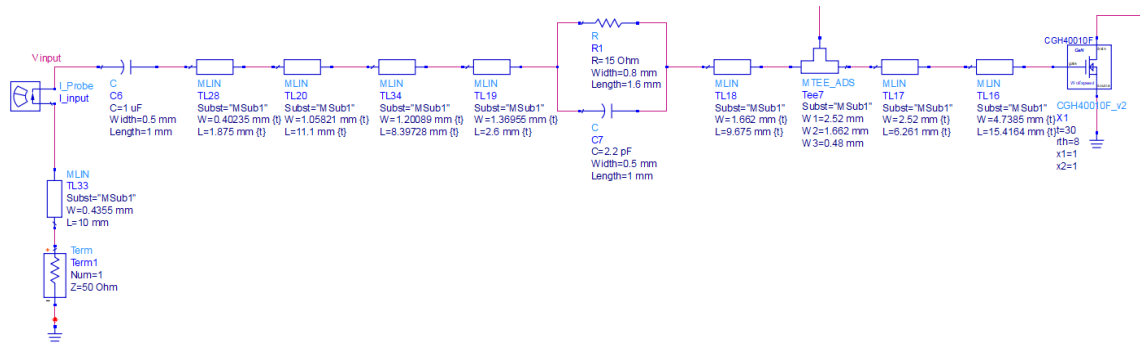 Vinput
I_Probe
I_input
C
C6
C=1 uF
Width=0.5 mm
Length=1 mm
MLIN
TL28
Subst="MSub1"
W=0.40235 mm {t}
L=1.875 mm {t}
MLIN
TL20
Subst="MSub1"
W=1.05821 mm {t}
L=11.1 mm {t}
MLIN
TL34
Subst="MSub1"
W=1.20089 mm {t}
L=8.39728 mm {t}
MLIN
TL19
Subst="MSub1"
W=1.36955 mm {t}
L=2.6 mm {t}
R
R1
R=15 Ohm
Width=0.8 mm
Length=1.6 mm
C
C7
C=2.2 pF
Width=0.5 mm
Length=1 mm
MLIN
TL18
Subst="MSub1"
W=1.662 mm {t}
L=9.675 mm {t}
MTEE_ADS
Tee7
Subst="MSub1"
W1=2.52 mm
W2=1.662 mm
W3=0.48 mm
MLIN
TL17
Subst="MSub1"
W=2.52 mm {t}
L=6.261 mm {t}
MLIN
TL16
Subst="MSub1"
W=4.7385 mm {t}
L=15.4164 mm {t}
CGH40010F
GaN
gate
CGH40010F_v2
X1
t=30
rth=8
x1=1
x2=1
MLIN
TL33
Subst="MSub1"
W=0.4355 mm
L=10 mm
Term
Term1
Num=1
Z=50 Ohm